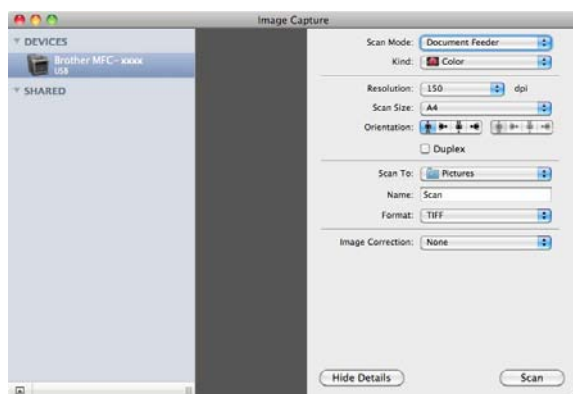 Image Capture
DEVICES
Brother MFC- xxxx
USB
SHARED
Scan Mode: Document Feeder
Kind: Color
Resolution: 150 dpi
Scan Size: A4
Orientation:
Duplex
Scan To: Pictures
Name: Scan
Format: TIFF
Image Correction: None
Hide Details Scan